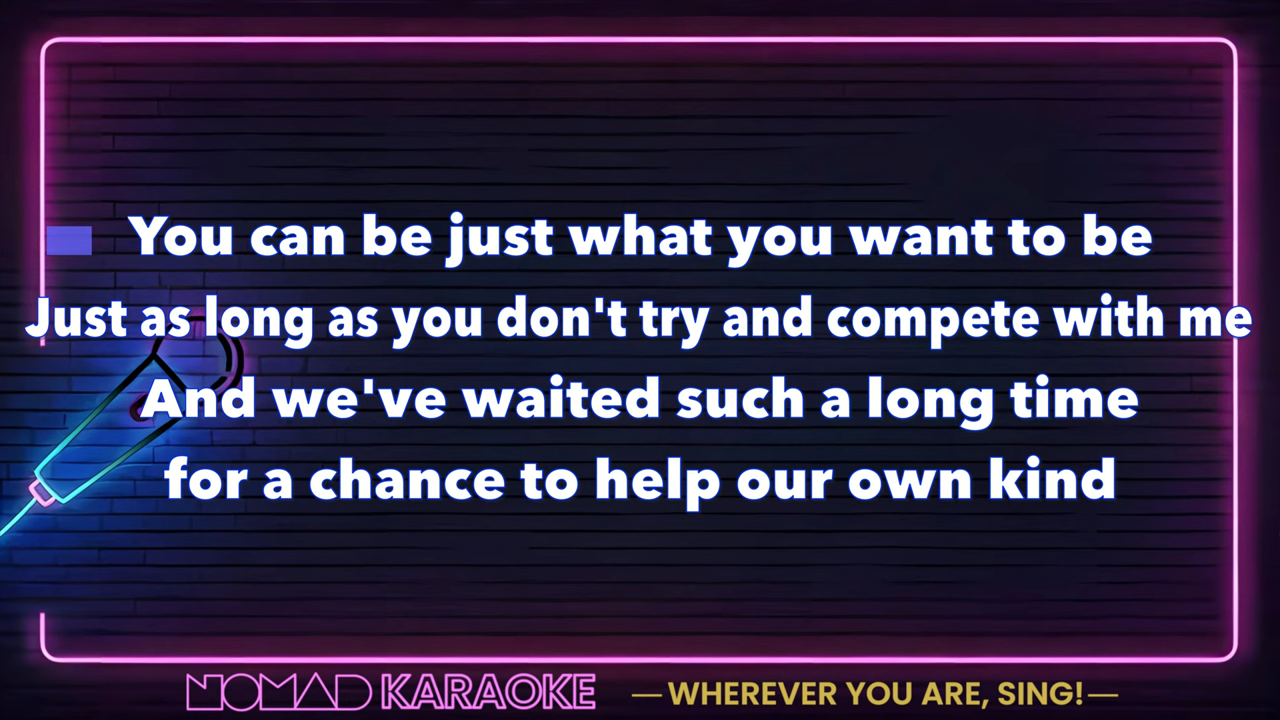 You can be just what you want to be
Just as long as you don't try and compete with me
And we've waited such a long time
for a chance to help our own kind
NOMAD KARAOKE —WHEREVER YOU ARE, SING!—